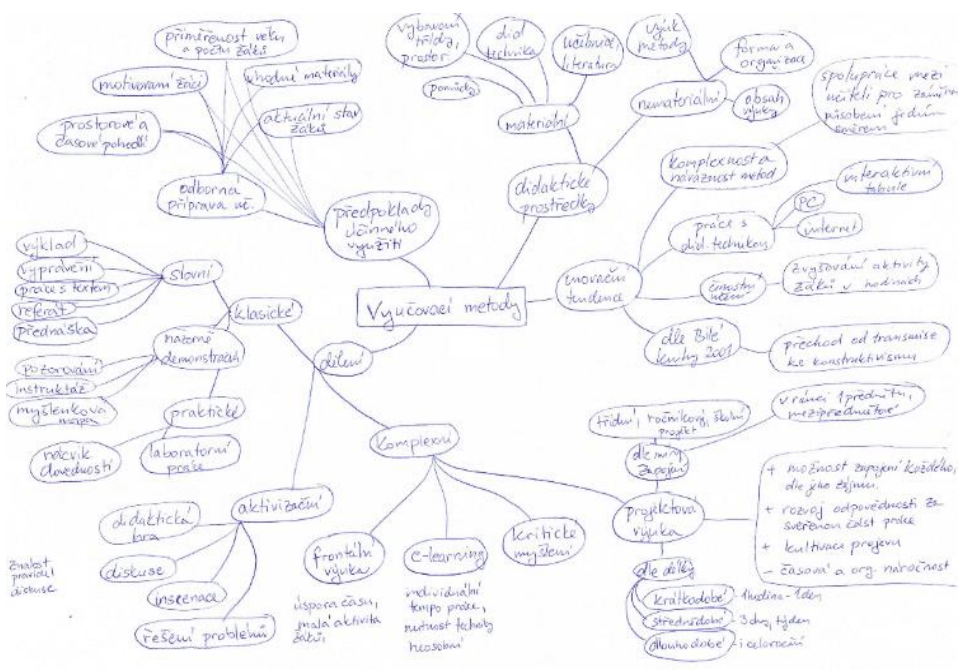 Vyučovací metody
předpoklady
účinného
využití
přiměřenost věku
a počtu žáků
motivovaní žáci
vhodné materiály
prostorové a
časové pohodlí
aktuální stav
žáků
odborná
příprava uč.
didaktické
prostředky
materiální
pomůcky
vybavení
třídy,
prostor
did
technika
učebnice,
literatura
nemateriální
výuk
metody
forma a
organizace
obsah
výuky
inovační
tendence
komplexnost a
návaznost metod
spolupráce mezi
učiteli pro záměrné
působení jedním
směrem
práce s
did. technikou
interaktivní
tabule
PC
internet
činnostní
učení
zvyšování aktivity
žáků v hodinách
dle Bílé
knihy 2001
přechod od transmise
ke konstruktivismu
dělení
klasické
slovní
výklad
vyprávění
práce s textem
referát
přednáška
názorně
demonstrační
pozorování
instruktáž
myšlenková
mapa
praktické
nácvik
dovedností
laboratorní
práce
aktivizační
didaktická
hra
diskuse
znalost
pravidel
diskuse
inscenace
řešení problémů
komplexní
frontální
výuka
úspora času,
malá aktivita
žáků,
e-learning
individuální
tempo práce,
nutnost techniky
neosobní
kritické
myšlení
projektová
výuka
dle míry
zapojení
třídní, ročníkový, školní
projekt
v rámci 1 předmětu,
mezipředmětové
+ možnost zapojení každého,
dle jeho zájmu.
+ rozvoj odpovědnosti za
svěřenou část práce
+ kultivace projevu
- časová a org. náročnost
dle délky
krátkodobé - 1 hodina - 1 den
střednědobé - 3 dny, týden
dlouhodobé - i celoroční